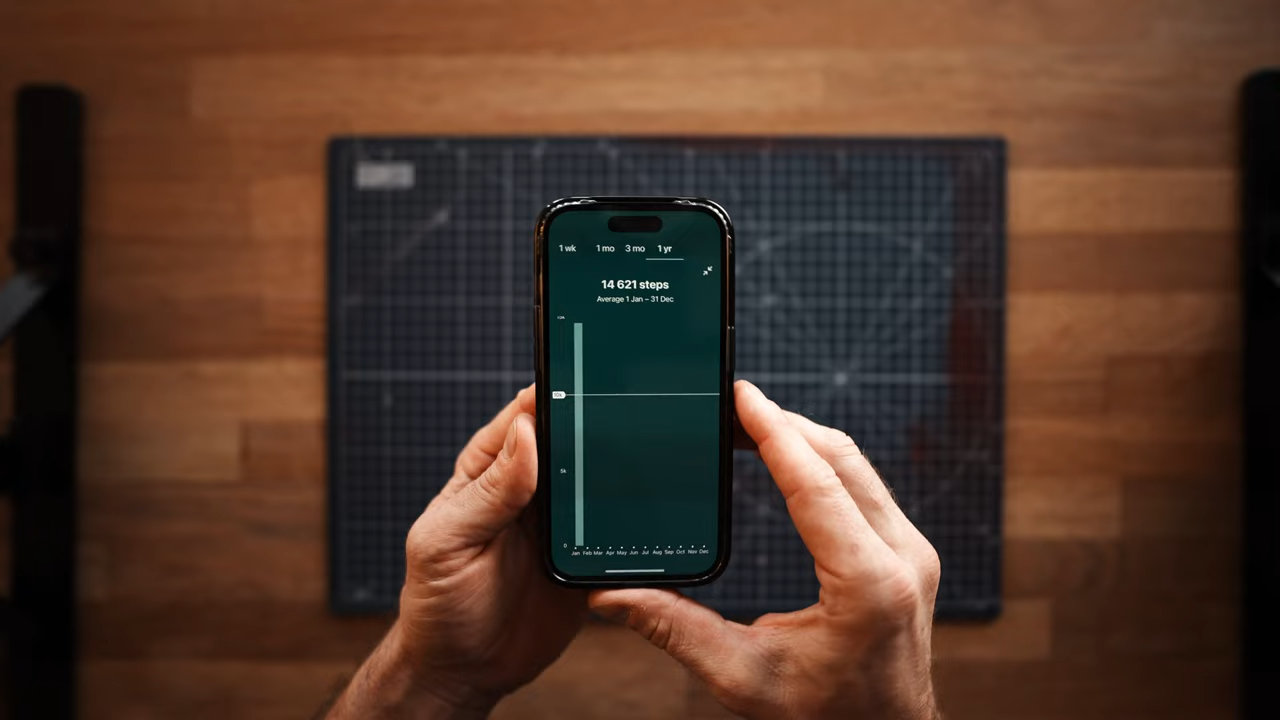 1 wk 1 mo 3 mo 1 yr
14 621 steps
Average 1 Jan – 31 Dec
10k
5k
0
Jan Feb Mar Apr May Jun Jul Aug Sep Oct Nov Dec